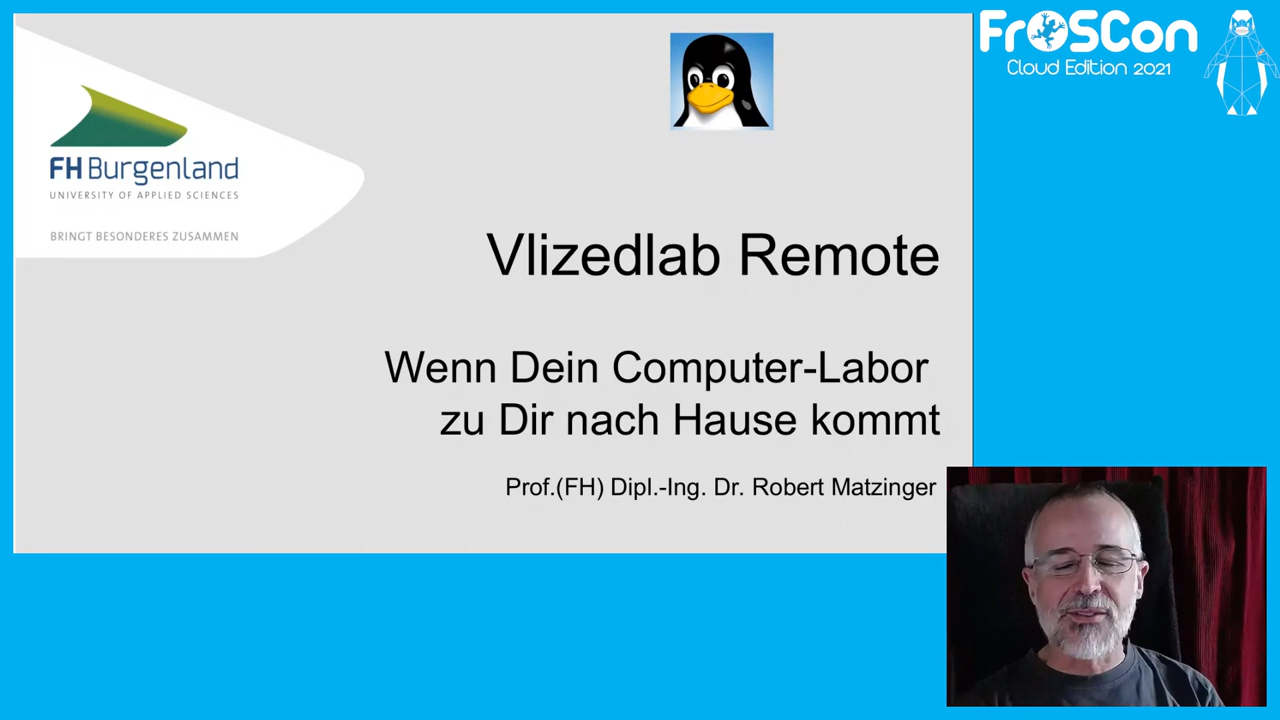 FrOSCon
Cloud Edition 2021
FH Burgenland
UNIVERSITY OF APPLIED SCIENCES
BRINGT BESONDERES ZUSAMMEN
Vlizedlab Remote
Wenn Dein Computer-Labor
zu Dir nach Hause kommt
Prof.(FH) Dipl.-Ing. Dr. Robert Matzinger